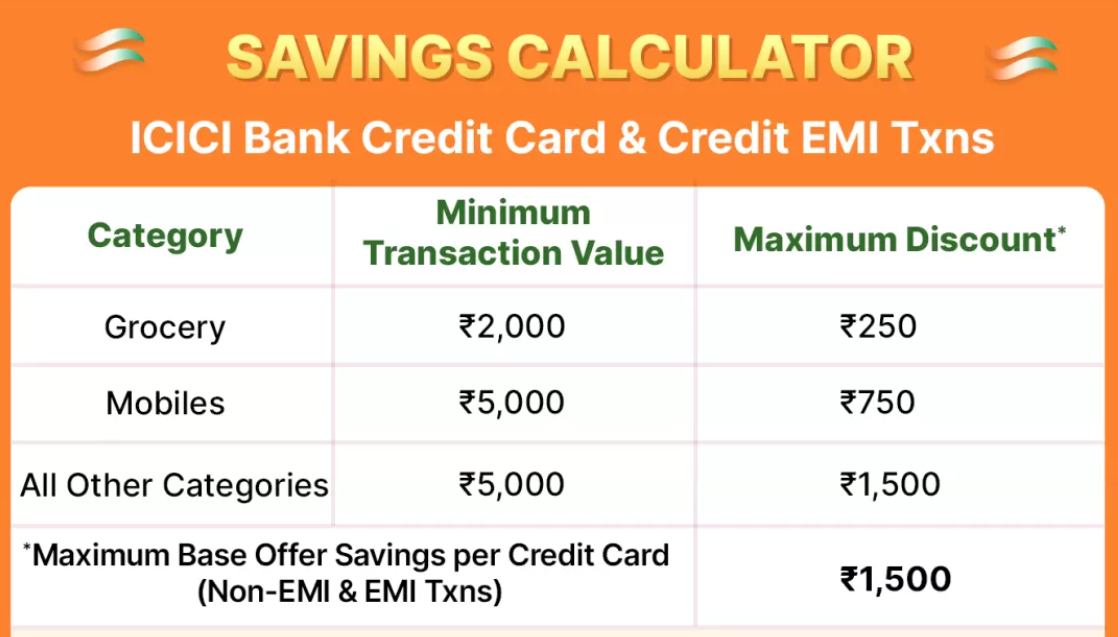 SAVINGS CALCULATOR
ICICI Bank Credit Card & Credit EMI Txns
Category
Minimum
Transaction Value
Maximum Discount*
Grocery
₹2,000
₹250
Mobiles
₹5,000
₹750
All Other Categories
₹5,000
₹1,500
*Maximum Base Offer Savings per Credit Card
(Non-EMI & EMI Txns)
₹1,500